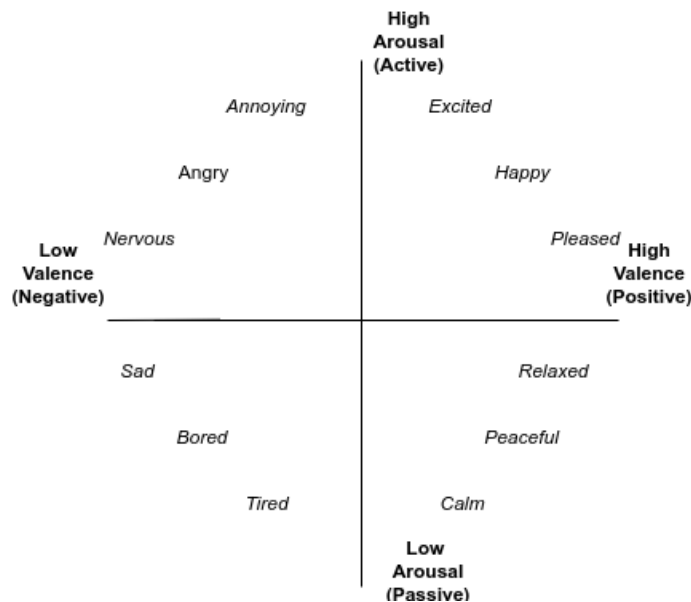 High
Arousal
(Active)
Annoying
Excited
Angry
Happy
Nervous
Pleased
Low
Valence
(Negative)
High
Valence
(Positive)
Sad
Relaxed
Bored
Peaceful
Tired
Calm
Low
Arousal
(Passive)